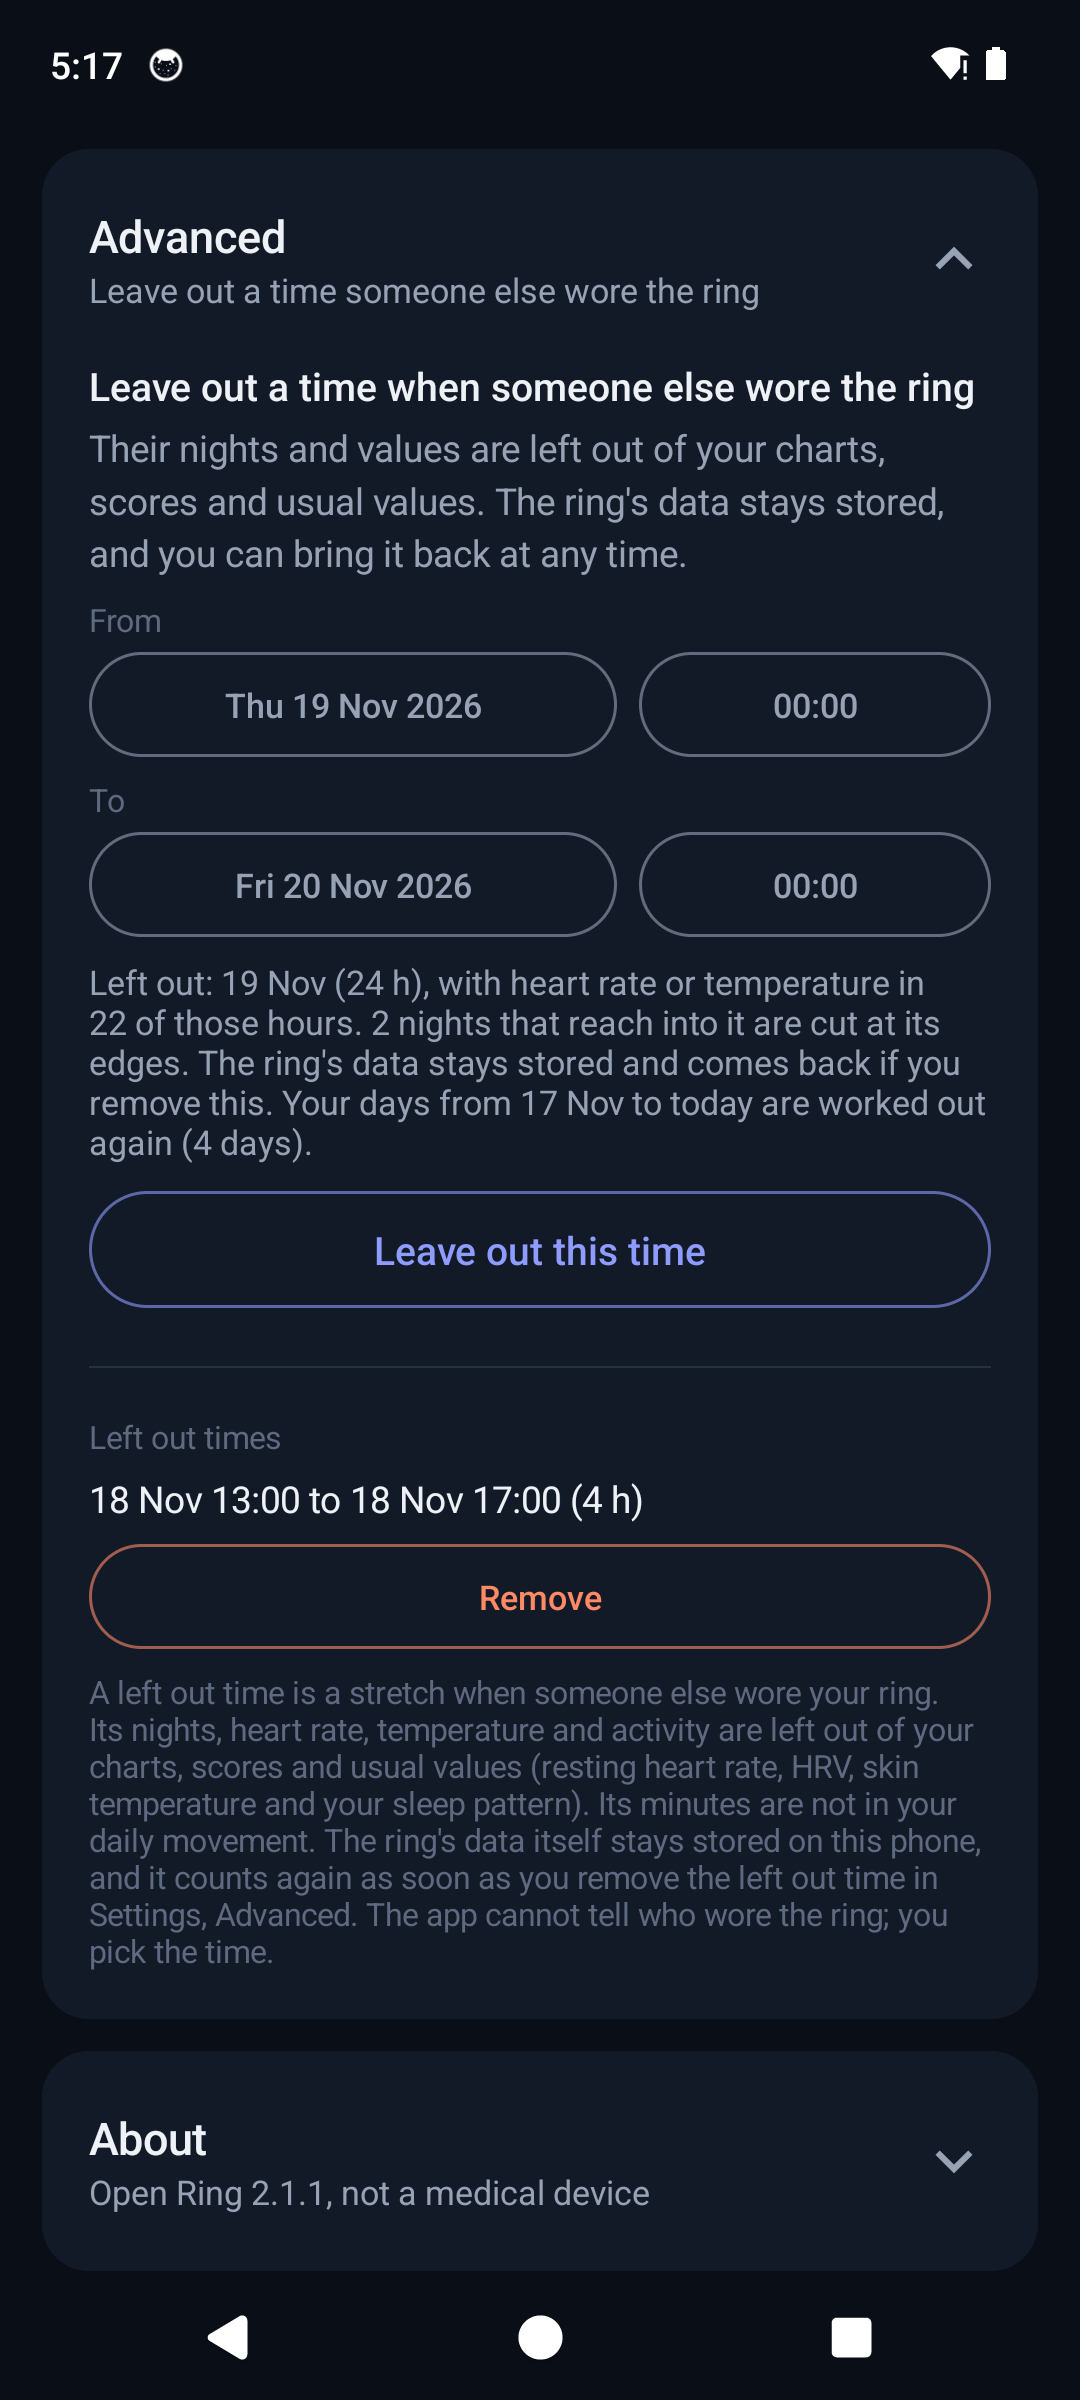 5:17
Advanced
Leave out a time someone else wore the ring
Leave out a time when someone else wore the ring
Their nights and values are left out of your charts,
scores and usual values. The ring's data stays stored,
and you can bring it back at any time.
From
Thu 19 Nov 2026
00:00
To
Fri 20 Nov 2026
00:00
Left out: 19 Nov (24 h), with heart rate or temperature in
22 of those hours. 2 nights that reach into it are cut at its
edges. The ring's data stays stored and comes back if you
remove this. Your days from 17 Nov to today are worked out
again (4 days).
Leave out this time
Left out times
18 Nov 13:00 to 18 Nov 17:00 (4 h)
Remove
A left out time is a stretch when someone else wore your ring.
Its nights, heart rate, temperature and activity are left out of your
charts, scores and usual values (resting heart rate, HRV, skin
temperature and your sleep pattern). Its minutes are not in your
daily movement. The ring's data itself stays stored on this phone,
and it counts again as soon as you remove the left out time in
Settings, Advanced. The app cannot tell who wore the ring; you
pick the time.
About
Open Ring 2.1.1, not a medical device